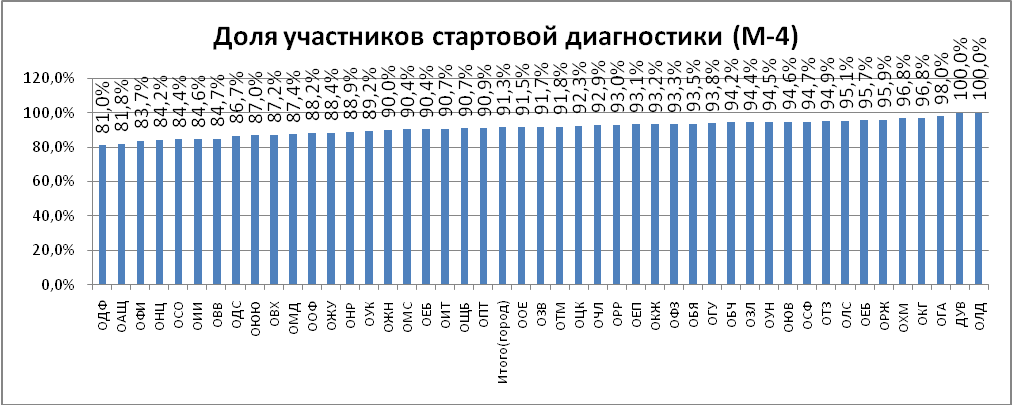 Доля участников стартовой диагностики (М-4)
120,0%
100,0%
80,0%
60,0%
40,0%
20,0%
0,0%
81,0%
81,8%
83,7%
84,2%
84,4%
84,6%
84,7%
86,7%
87,0%
87,2%
87,4%
88,2%
88,4%
88,9%
89,2%
90,0%
90,4%
90,4%
90,7%
90,7%
90,9%
91,3%
91,5%
91,7%
91,8%
92,3%
92,9%
93,0%
93,1%
93,2%
93,3%
93,5%
93,8%
94,2%
94,4%
94,5%
94,6%
94,7%
94,9%
95,1%
95,7%
95,9%
96,8%
96,8%
98,0%
100,0%
100,0%
ОДФ
ОАЩ
ОФИ
ОНЦ
ОСО
ОИИ
ОВВ
ОДС
ОЮЮ
ОВХ
ОМД
ООФ
ОЖУ
ОНР
ОУК
ОЖН
ОМС
ОЕБ
ОИТ
ОЩБ
ОПТ
Итого(город)
ООЕ
ОЗВ
ОТМ
ОЦК
ОЧЛ
ОРР
ОЕП
ОКЖ
ОФЗ
ОБЯ
ОГУ
ОБЧ
ОЗЛ
ОУН
ОЮВ
ОСФ
ОТЗ
ОЛС
ОЕБ
ОРЖ
ОХМ
ОКГ
ОГА
ДУВ
ОЛД